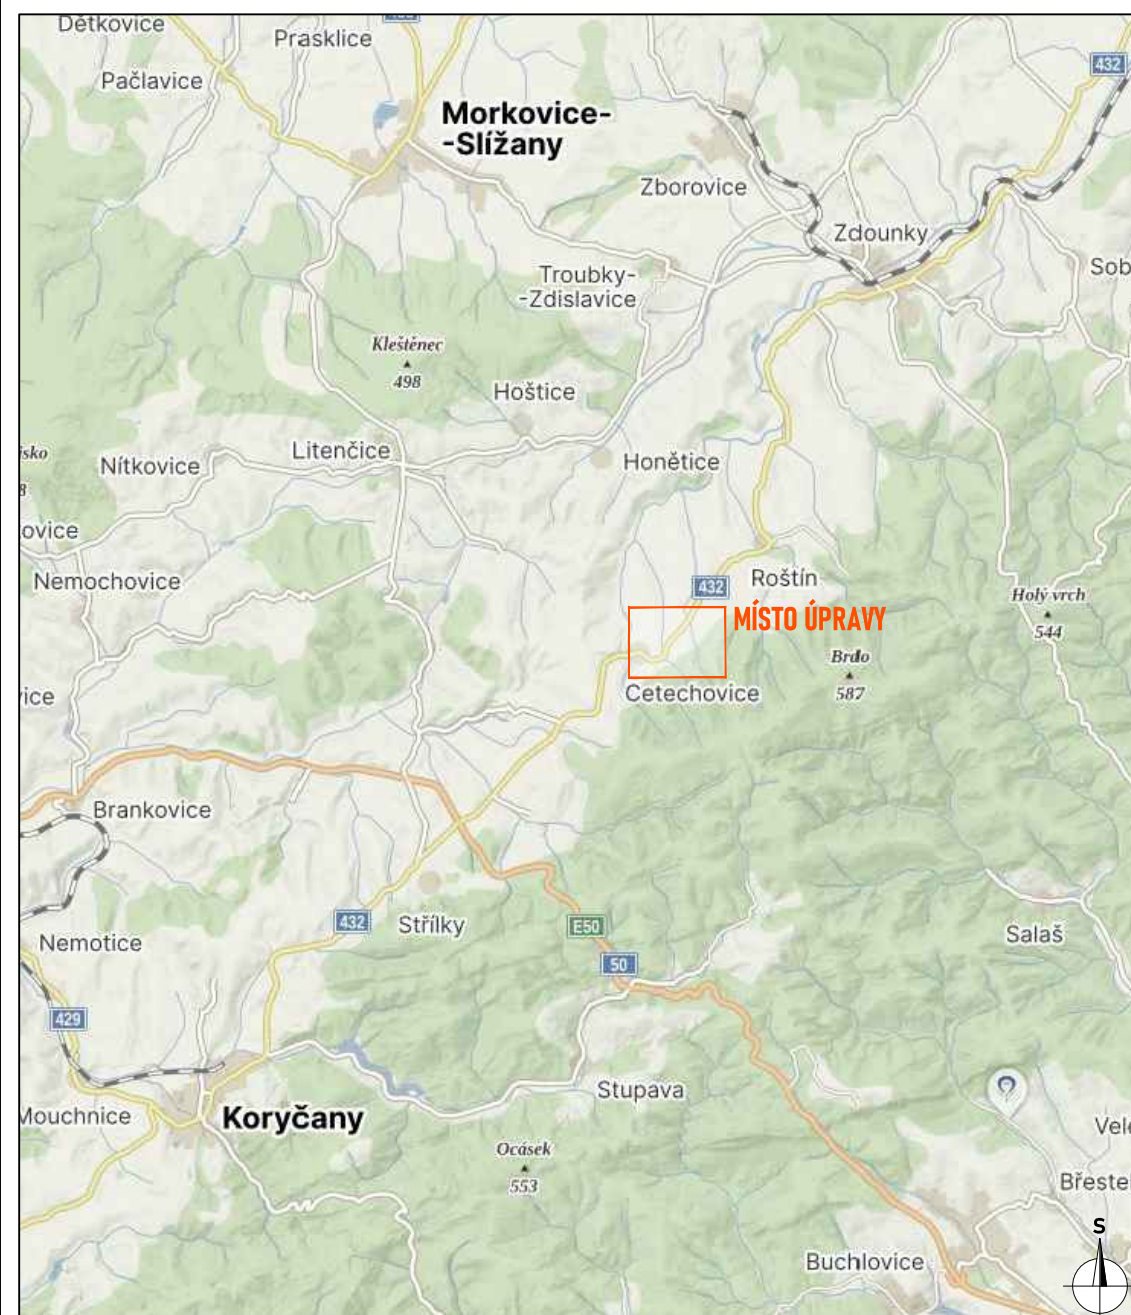 Dětkovice
Prasklice
432
Pačlavice
Morkovice-
-Slížany
Zborovice
Zdounky
Troubky-
-Zdislavice
Sob
Kleštěnec
498
Hoštice
Litenčice
isko
Nítkovice
Honětice
8
ovice
Nemochovice
432
Roštín
Holý vrch
544
MÍSTO ÚPRAVY
Brdo
587
ice
Cetechovice
Brankovice
432
Střílky
E50
Salaš
Nemotice
50
429
Stupava
Mouchnice
Koryčany
Vele
Ocásek
553
Břeste
S
Buchlovice